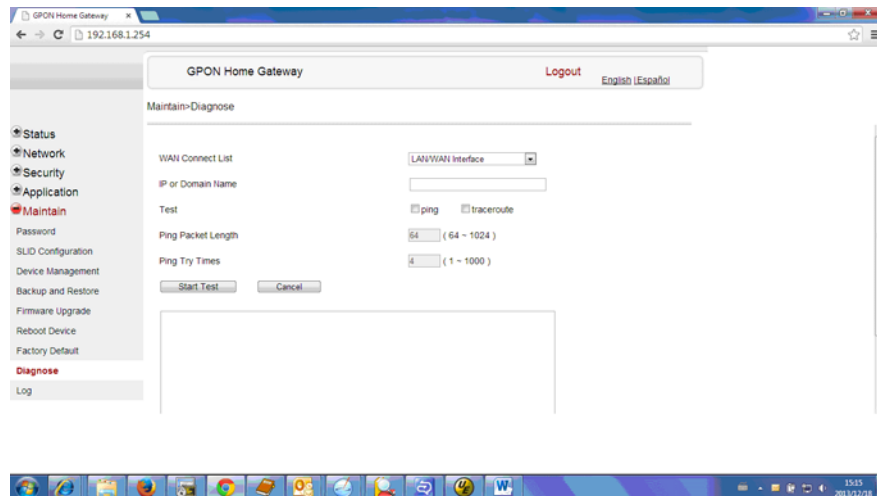 GPON Home Gateway
192.168.1.254
GPON Home Gateway
Logout
English |Español
Maintain>Diagnose
Status
Network
Security
Application
Maintain
Password
SLID Configuration
Device Management
Backup and Restore
Firmware Upgrade
Reboot Device
Factory Default
Diagnose
Log
WAN Connect List
LAN/WAN Interface
IP or Domain Name
Test
ping
traceroute
Ping Packet Length
64
( 64 ~ 1024 )
Ping Try Times
4
( 1 ~ 1000 )
Start Test
Cancel
15:15
2013/12/18